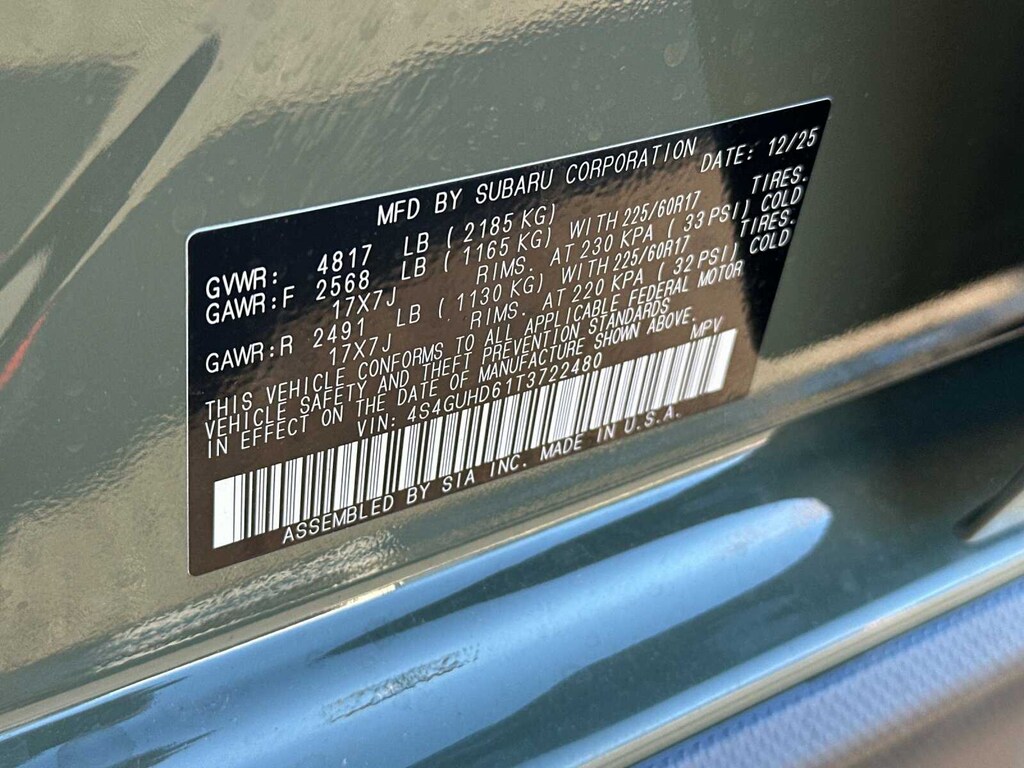 MFD BY SUBARU CORPORATION DATE: 12/25
GVWR: 4817 LB ( 2185 KG)
GAWR:F 2568 LB ( 1165 KG) WITH 225/60R17 TIRES.
17X7J RIMS. AT 230 KPA ( 33 PSI) COLD
GAWR:R 2491 LB ( 1130 KG) WITH 225/60R17 TIRES.
17X7J RIMS. AT 220 KPA ( 32 PSI) COLD
THIS VEHICLE CONFORMS TO ALL APPLICABLE FEDERAL MOTOR
VEHICLE SAFETY AND THEFT PREVENTION STANDARDS
IN EFFECT ON THE DATE OF MANUFACTURE SHOWN ABOVE.
VIN: 4S4GUHD61T3722480 MPV
ASSEMBLED BY SIA INC. MADE IN U.S.A.